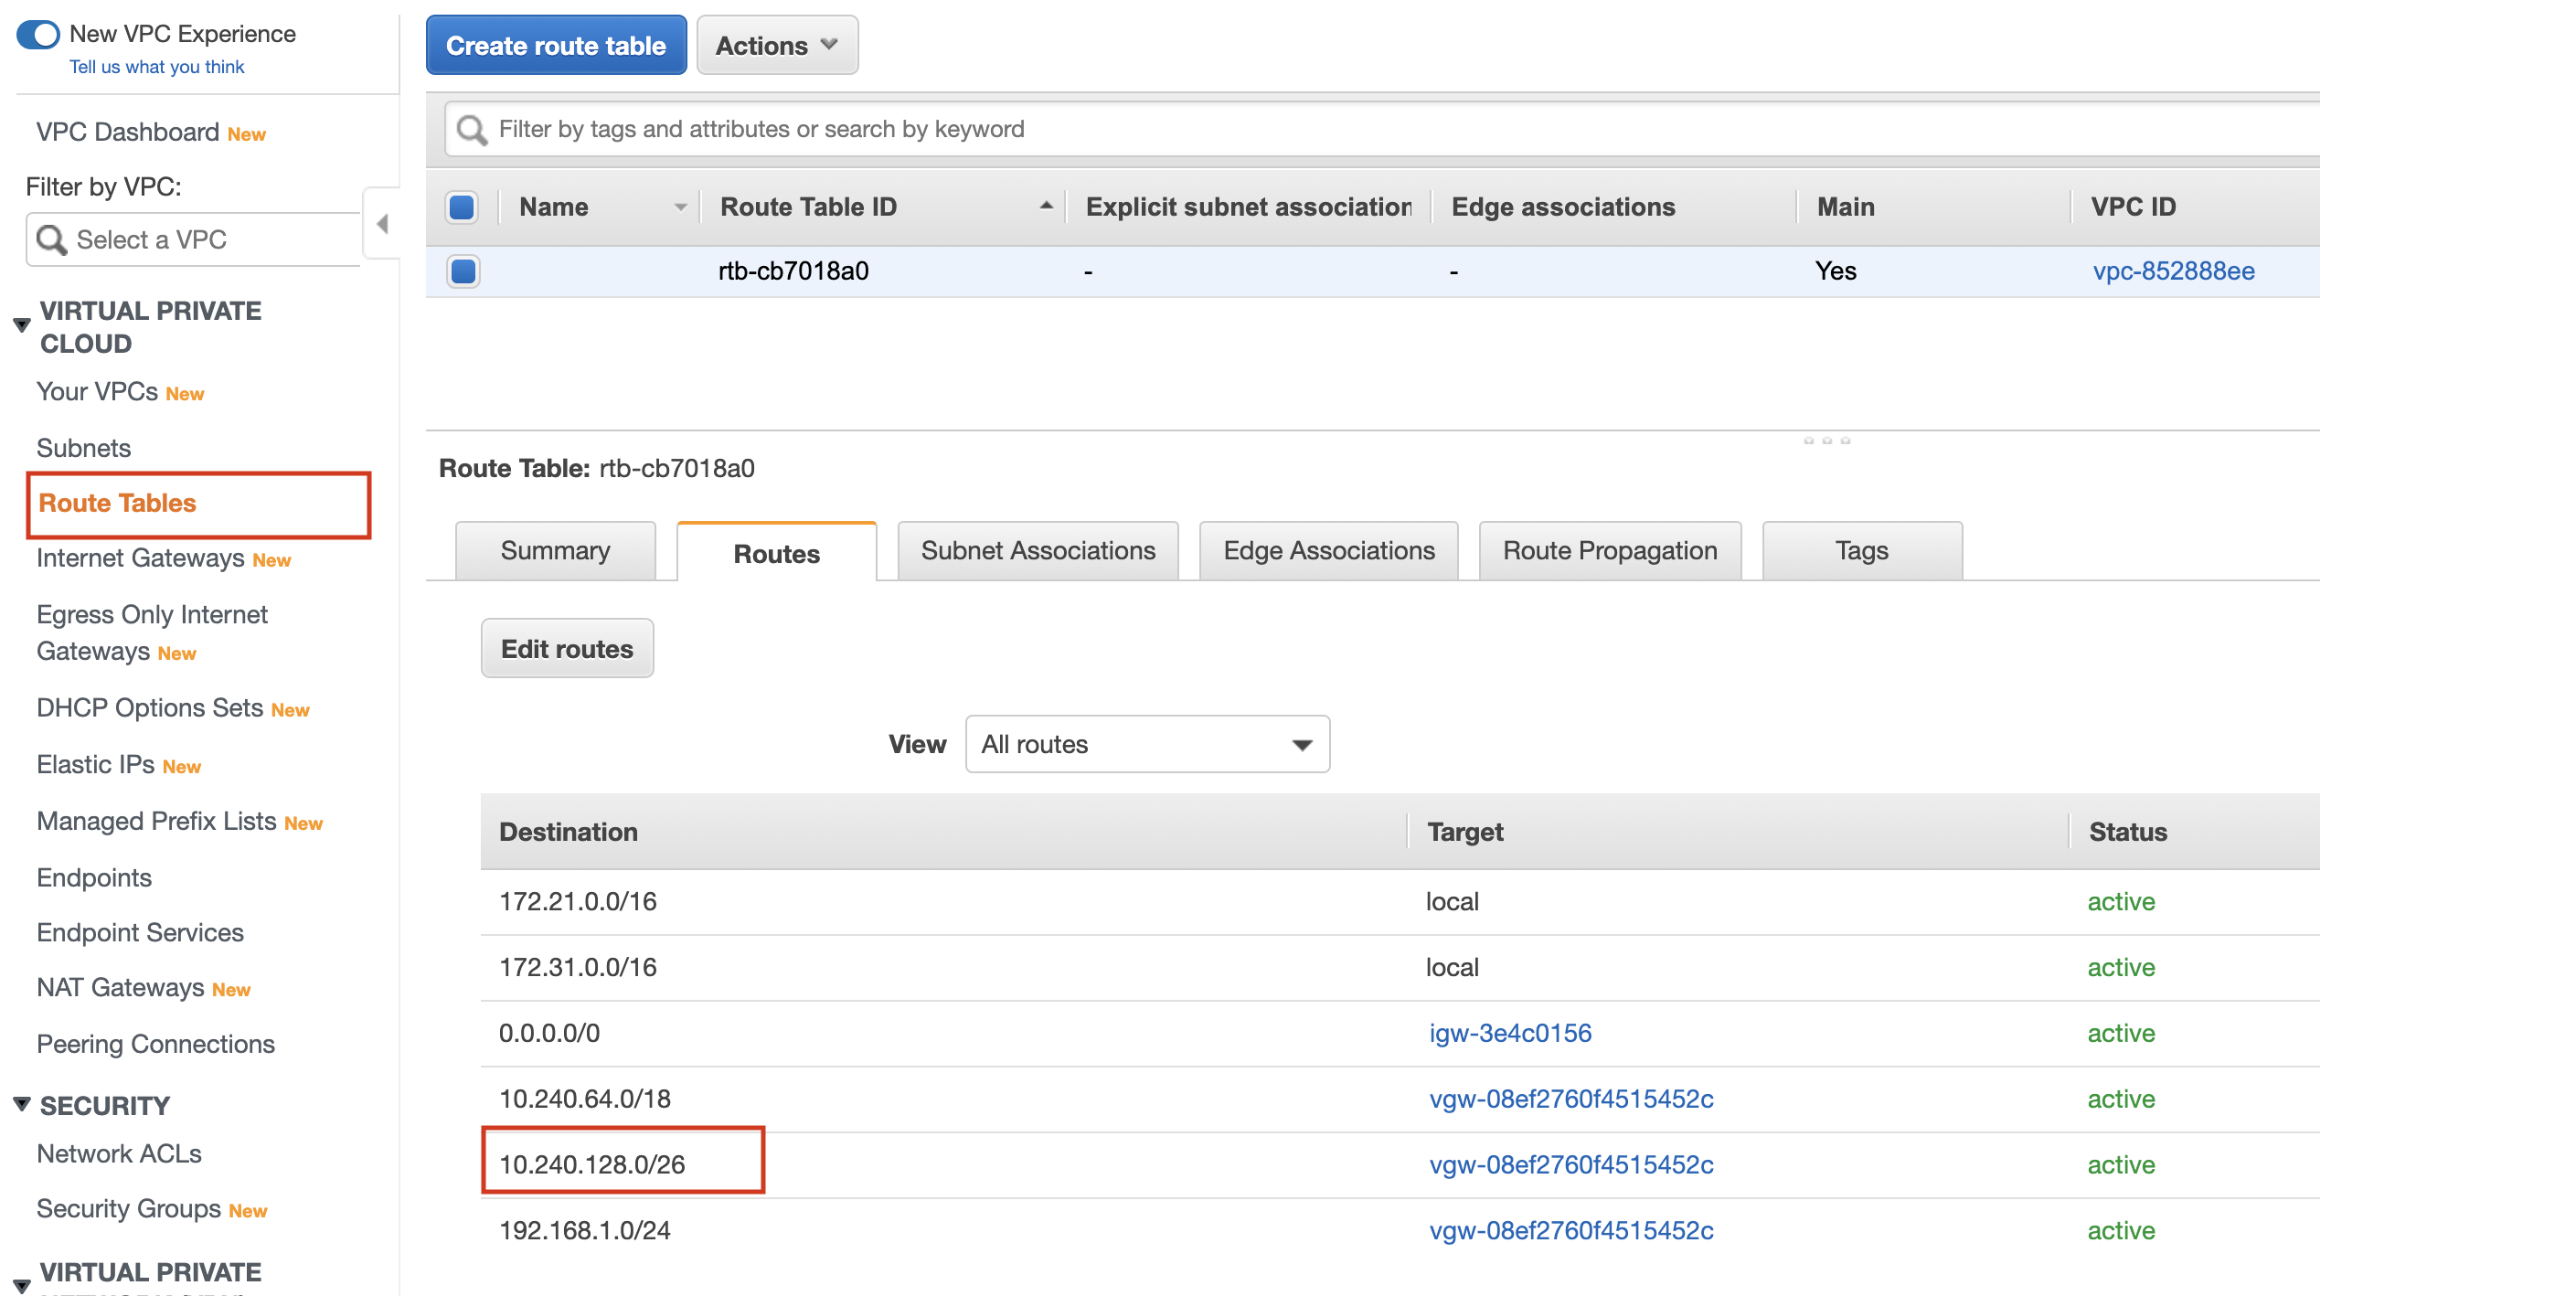 New VPC Experience
Tell us what you think
VPC Dashboard New
Filter by VPC:
Select a VPC
VIRTUAL PRIVATE
CLOUD
Your VPCs New
Subnets
Route Tables
Internet Gateways New
Egress Only Internet
Gateways New
DHCP Options Sets New
Elastic IPs New
Managed Prefix Lists New
Endpoints
Endpoint Services
NAT Gateways New
Peering Connections
SECURITY
Network ACLs
Security Groups New
VIRTUAL PRIVATE
Create route table Actions
Filter by tags and attributes or search by keyword
Name Route Table ID Explicit subnet association Edge associations Main VPC ID
rtb-cb7018a0 - - Yes vpc-852888ee
Route Table: rtb-cb7018a0
Summary Routes Subnet Associations Edge Associations Route Propagation Tags
Edit routes
View All routes
Destination Target Status
172.21.0.0/16 local active
172.31.0.0/16 local active
0.0.0.0/0 igw-3e4c0156 active
10.240.64.0/18 vgw-08ef2760f4515452c active
10.240.128.0/26 vgw-08ef2760f4515452c active
192.168.1.0/24 vgw-08ef2760f4515452c active